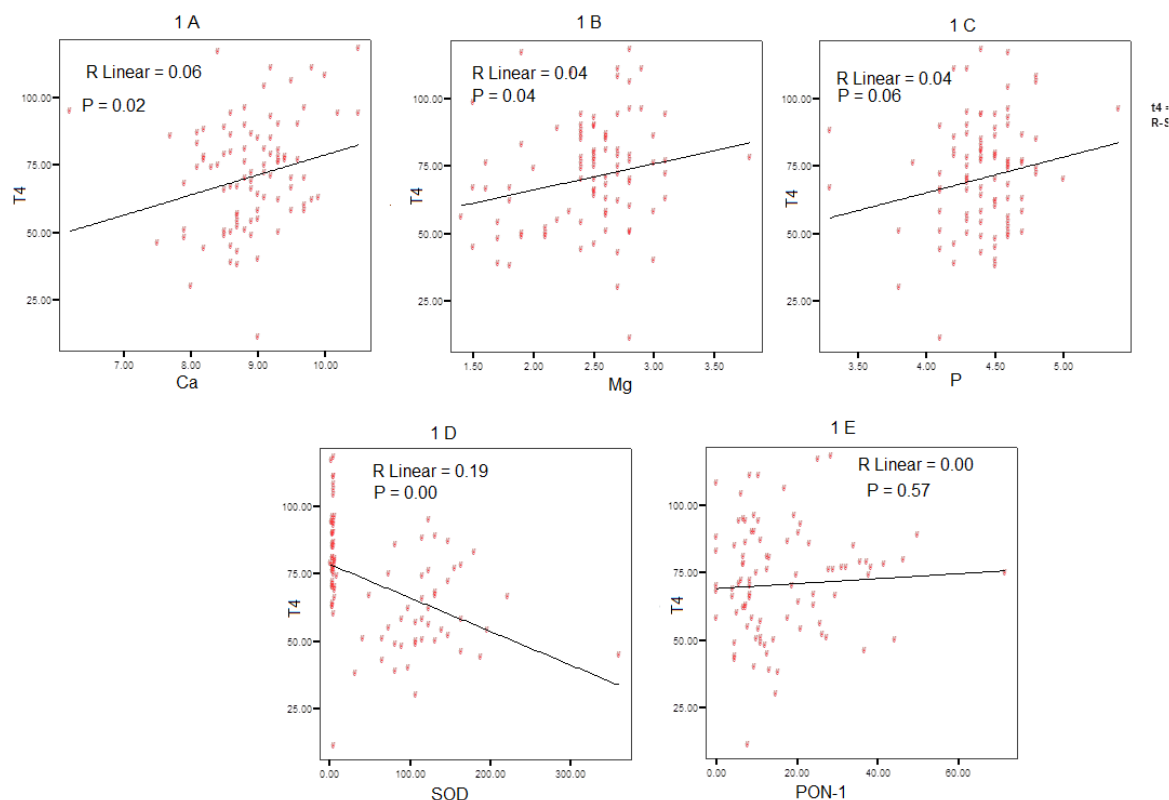 1 A
R Linear = 0.06
P = 0.02
T4
100.00
75.00
50.00
25.00
7.00 8.00 9.00 10.00
Ca
1 B
R Linear = 0.04
P = 0.04
T4
100.00
75.00
50.00
25.00
1.50 2.00 2.50 3.00 3.50
Mg
1 C
R Linear = 0.04
P = 0.06
T4
100.00
75.00
50.00
25.00
3.50 4.00 4.50 5.00
P
t4 =
R-S
1 D
R Linear = 0.19
P = 0.00
T4
100.00
75.00
50.00
25.00
0.00 100.00 200.00 300.00
SOD
1 E
R Linear = 0.00
P = 0.57
T4
100.00
75.00
50.00
25.00
0.00 20.00 40.00 60.00
PON-1